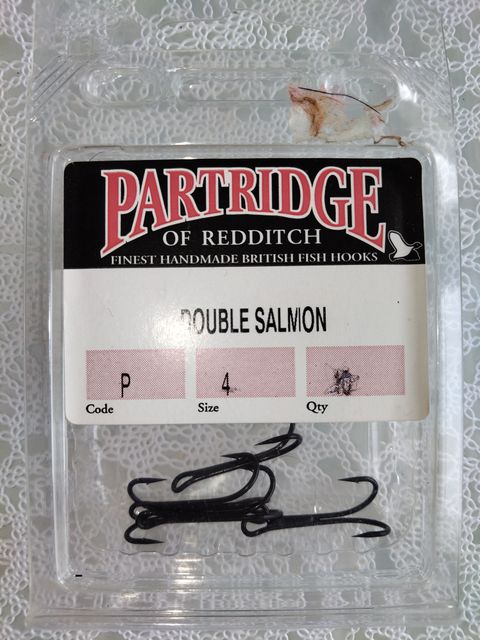 PARTRIDGE
OF REDDITCH
FINEST HANDMADE BRITISH FISH HOOKS
DOUBLE SALMON
P 4
Code Size Qty